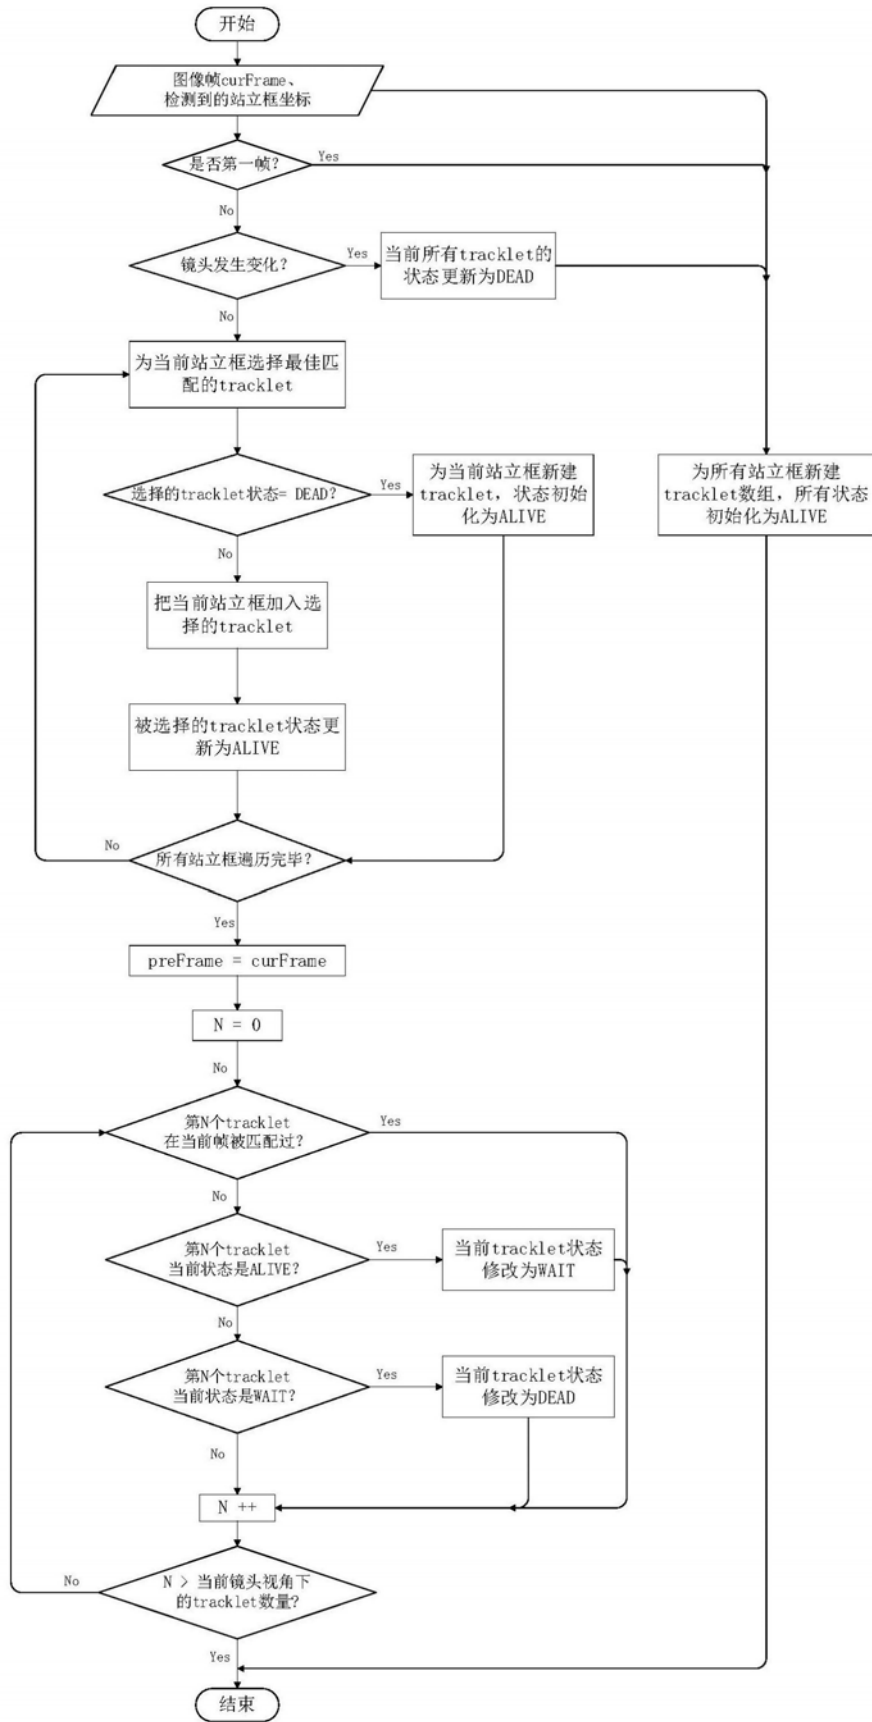 开始
图像帧curFrame、
检测到的站立框坐标
是否第一帧?
Yes
No
镜头发生变化?
Yes
当前所有tracklet的
状态更新为DEAD
No
为当前站立框选择最佳匹
配的tracklet
选择的tracklet状态= DEAD?
Yes
为当前站立框新建
tracklet, 状态初始
化为ALIVE
为所有站立框新建
tracklet数组, 所有状态
初始化为ALIVE
No
把当前站立框加入选
择的tracklet
被选择的tracklet状态更
新为ALIVE
No
所有站立框遍历完毕?
Yes
preFrame = curFrame
N = 0
No
第N个tracklet
在当前帧被匹配过?
Yes
No
第N个tracklet
当前状态是ALIVE?
Yes
当前tracklet状态
修改为WAIT
No
第N个tracklet
当前状态是WAIT?
Yes
当前tracklet状态
修改为DEAD
No
N ++
No
N > 当前镜头视角下
的tracklet数量?
Yes
结束